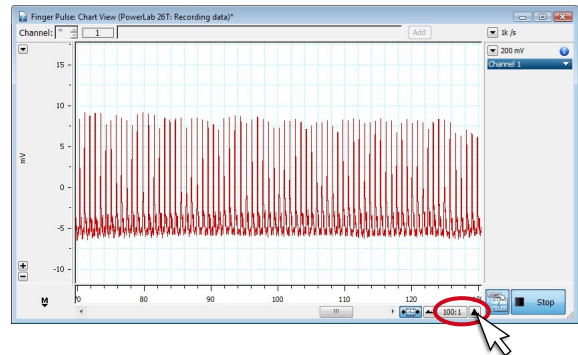 Finger Pulse: Chart View (PowerLab 26T: Recording data)*
Channel: 1 Add 1k /s
200 mV
Channel 1
15
10
5
0
-5
-10
mV
M
80 90 100 110 120
100:1
Stop